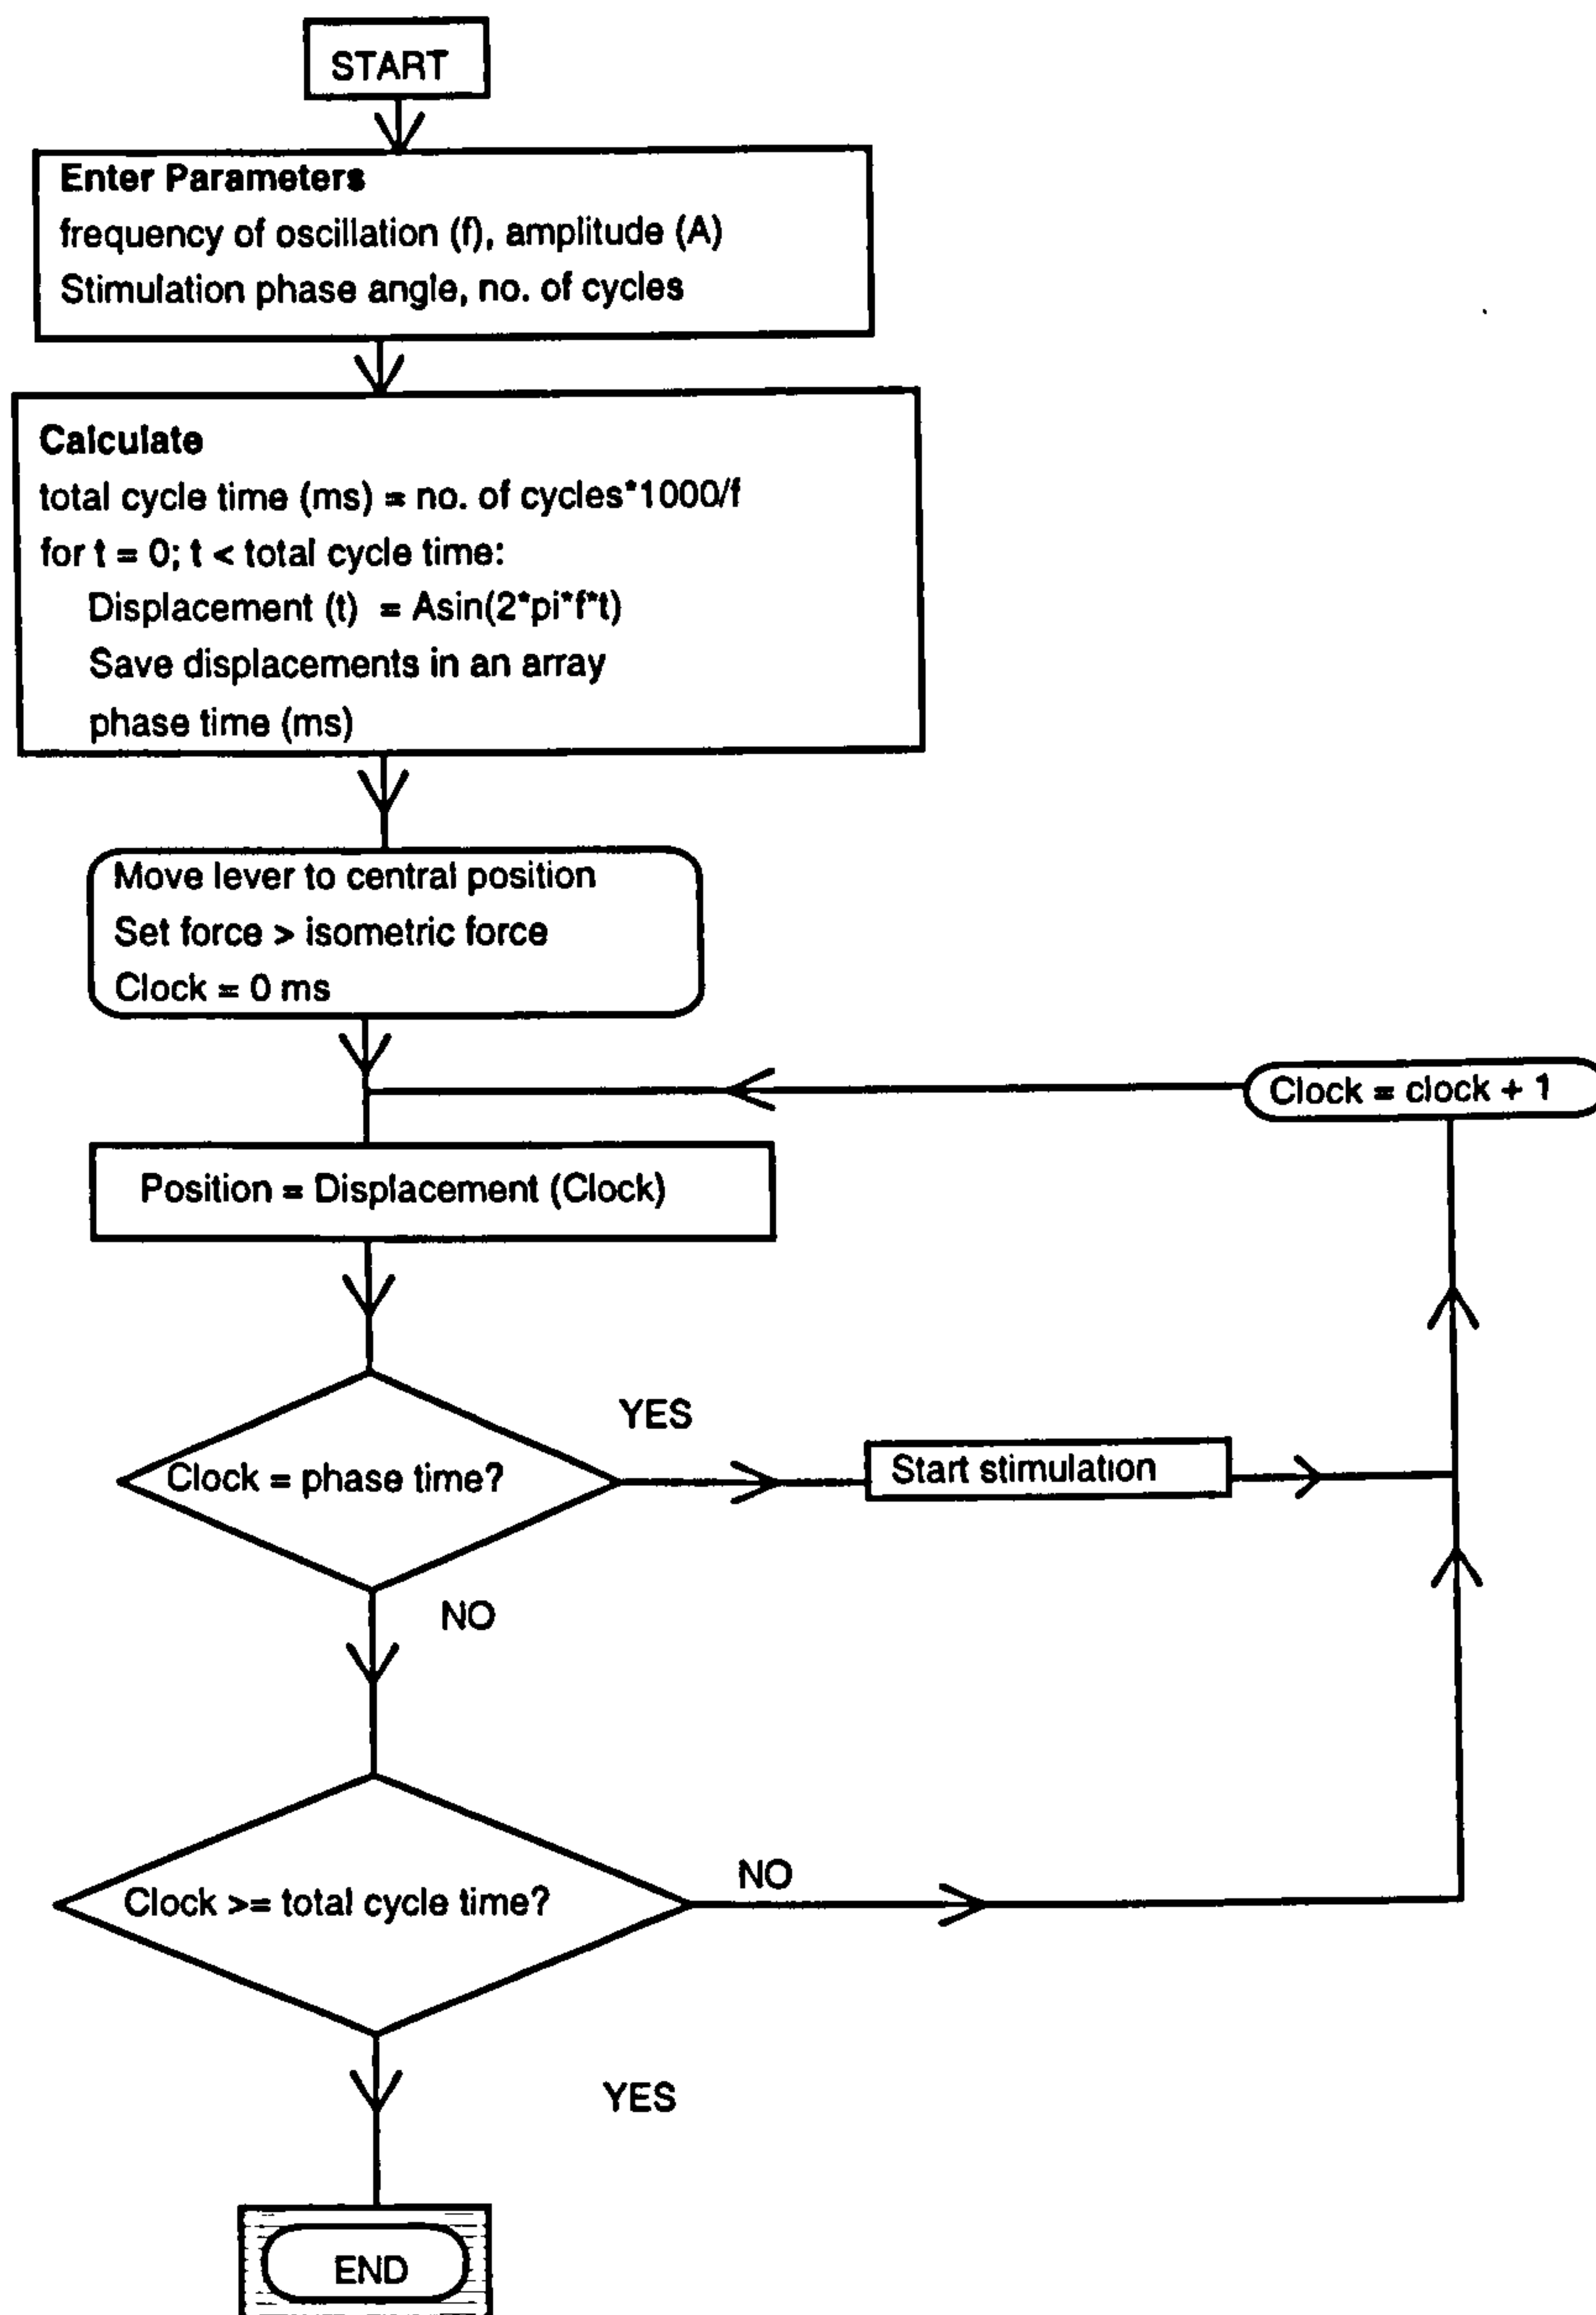 START
Enter Parameters
frequency of oscillation (f), amplitude (A)
Stimulation phase angle, no. of cycles
Calculate
total cycle time (ms) = no. of cycles*1000/f
for t = 0; t < total cycle time:
Displacement (t) = Asin(2*pi*f*t)
Save displacements in an array
phase time (ms)
Move lever to central position
Set force > isometric force
Clock = 0 ms
Clock = clock + 1
Position = Displacement (Clock)
YES
Clock = phase time?
Start stimulation
NO
NO
Clock >= total cycle time?
YES
END